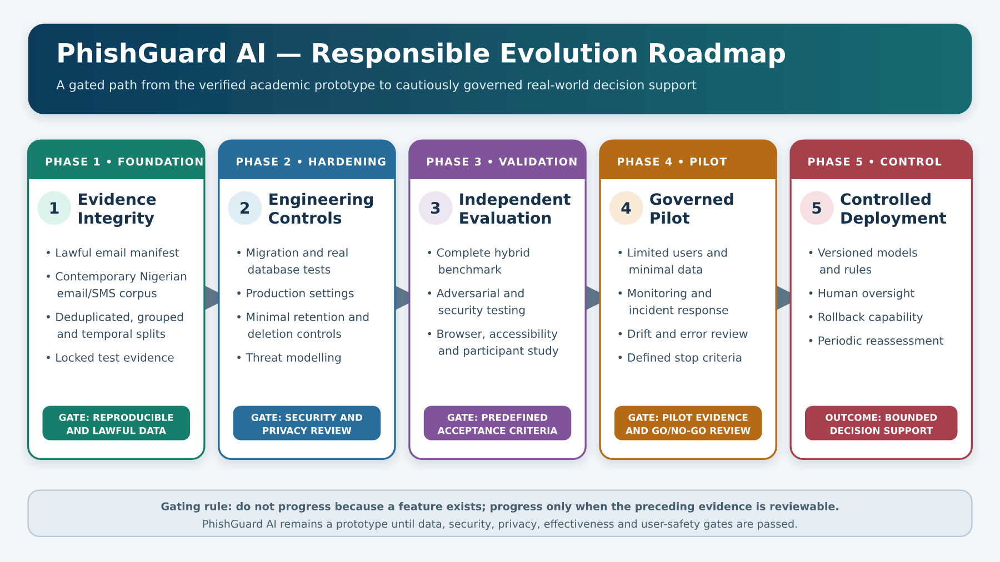 PhishGuard AI — Responsible Evolution Roadmap
A gated path from the verified academic prototype to cautiously governed real-world decision support
PHASE 1 • FOUNDATION
1
Evidence
Integrity
• Lawful email manifest
• Contemporary Nigerian
email/SMS corpus
• Deduplicated, grouped
and temporal splits
• Locked test evidence
GATE: REPRODUCIBLE
AND LAWFUL DATA
PHASE 2 • HARDENING
2
Engineering
Controls
• Migration and real
database tests
• Production settings
• Minimal retention and
deletion controls
• Threat modelling
GATE: SECURITY AND
PRIVACY REVIEW
PHASE 3 • VALIDATION
3
Independent
Evaluation
• Complete hybrid
benchmark
• Adversarial and
security testing
• Browser, accessibility
and participant study
GATE: PREDEFINED
ACCEPTANCE CRITERIA
PHASE 4 • PILOT
4
Governed
Pilot
• Limited users and
minimal data
• Monitoring and
incident response
• Drift and error review
• Defined stop criteria
GATE: PILOT EVIDENCE
AND GO/NO-GO REVIEW
PHASE 5 • CONTROL
5
Controlled
Deployment
• Versioned models
and rules
• Human oversight
• Rollback capability
• Periodic reassessment
OUTCOME: BOUNDED
DECISION SUPPORT
Gating rule: do not progress because a feature exists; progress only when the preceding evidence is reviewable.
PhishGuard AI remains a prototype until data, security, privacy, effectiveness and user-safety gates are passed.